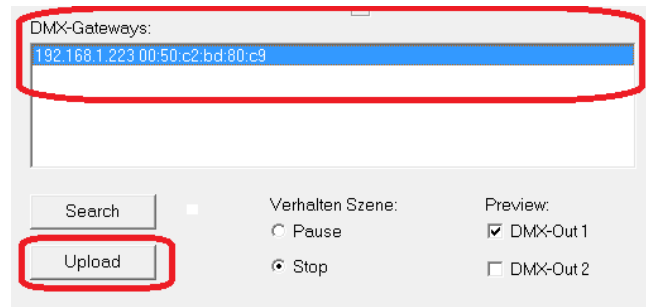 DMX-Gateways:
192.168.1.223 00:50:c2:bd:80:c9
Search
Verhalten Szene:
Preview:
Pause
DMX-Out 1
Upload
Stop
DMX-Out 2